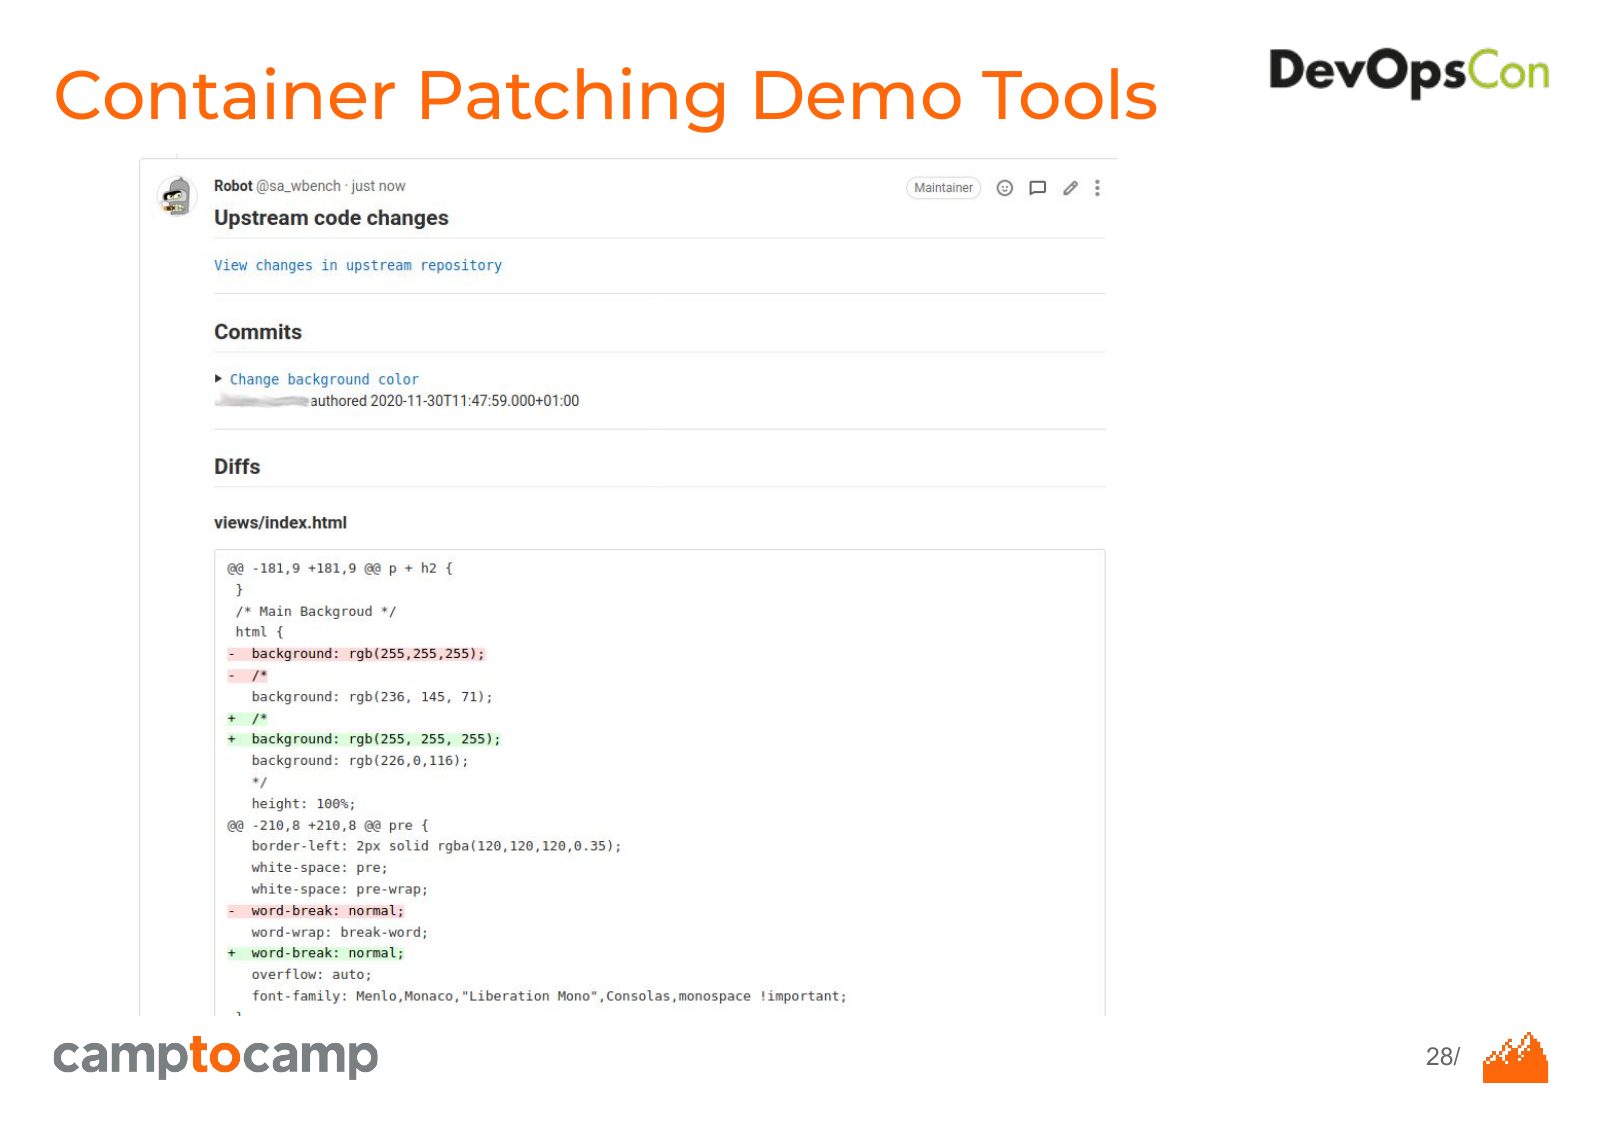 Container Patching Demo Tools
DevOpsCon
Robot @sa_wbench · just now
Maintainer
Upstream code changes
View changes in upstream repository
Commits
Change background color
authored 2020-11-30T11:47:59.000+01:00
Diffs
views/index.html
@@ -181,9 +181,9 @@ p + h2 {
}
/* Main Backgroud */
html {
-  background: rgb(255,255,255);
-  /*
background: rgb(236, 145, 71);
+  /*
+  background: rgb(255, 255, 255);
background: rgb(226,0,116);
*/
height: 100%;
@@ -210,8 +210,8 @@ pre {
border-left: 2px solid rgba(120,120,120,0.35);
white-space: pre;
white-space: pre-wrap;
-  word-break: normal;
word-wrap: break-word;
+  word-break: normal;
overflow: auto;
font-family: Menlo,Monaco,"Liberation Mono",Consolas,monospace !important;
camptocamp
28/